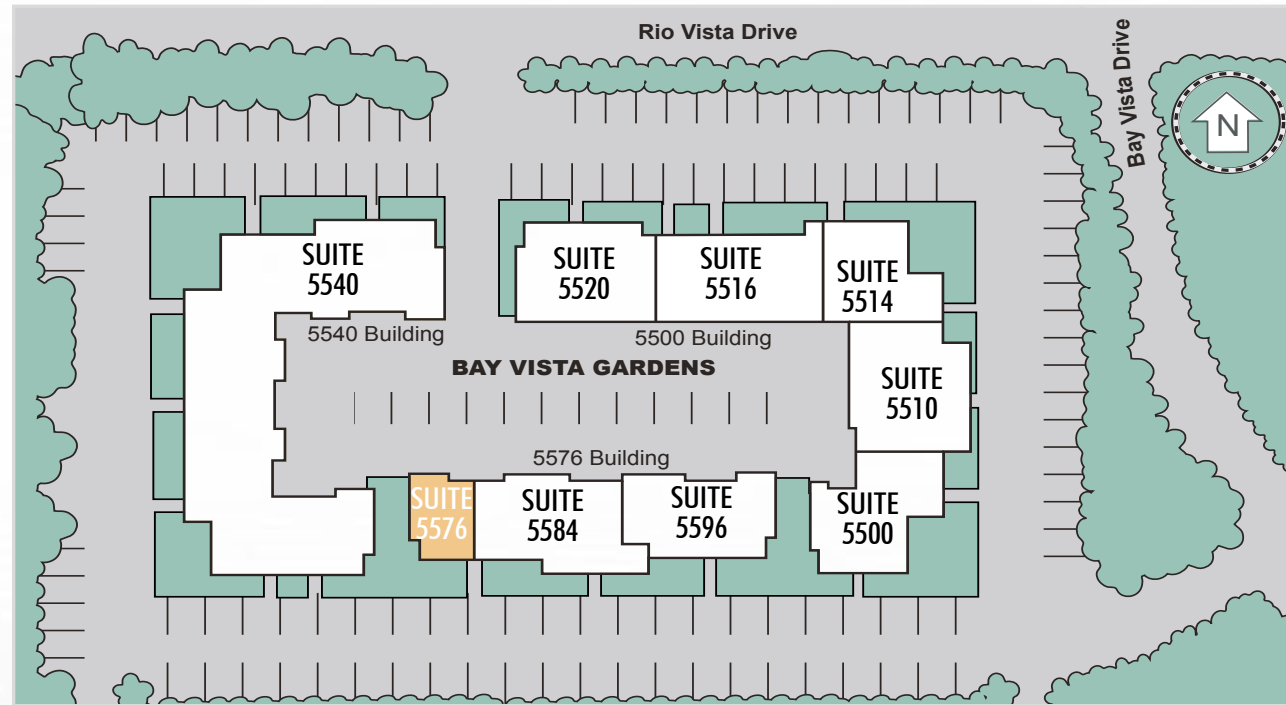 Rio Vista Drive
Bay Vista Drive
N
SUITE
5540
SUITE
5520
SUITE
5516
SUITE
5514
5540 Building
5500 Building
BAY VISTA GARDENS
SUITE
5510
5576 Building
SUITE
5576
SUITE
5584
SUITE
5596
SUITE
5500